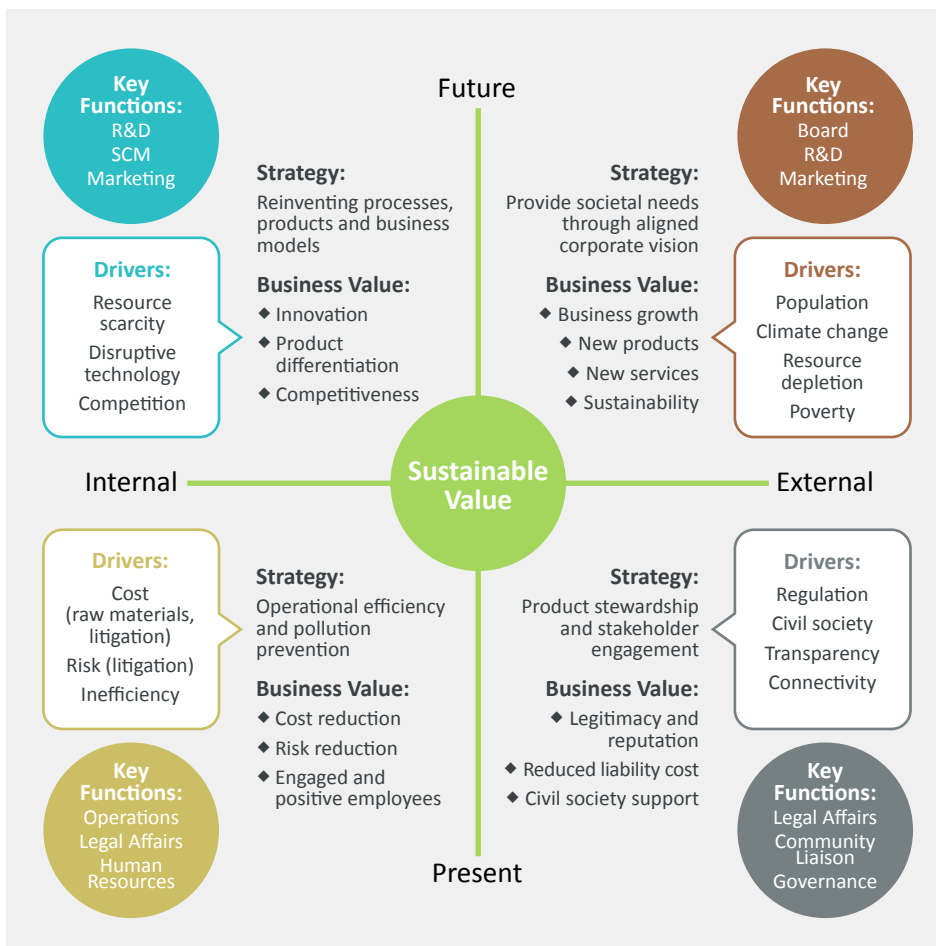 Future
Key
Functions:
R&D
SCM
Marketing
Drivers:
Resource
scarcity
Disruptive
technology
Competition
Strategy:
Reinventing processes,
products and business
models
Business Value:
◆ Innovation
◆ Product
differentiation
◆ Competitiveness
Strategy:
Provide societal needs
through aligned
corporate vision
Business Value:
◆ Business growth
◆ New products
◆ New services
◆ Sustainability
Key
Functions:
Board
R&D
Marketing
Drivers:
Population
Climate change
Resource
depletion
Poverty
Internal
Sustainable
Value
External
Drivers:
Cost
(raw materials,
litigation)
Risk (litigation)
Inefficiency
Key
Functions:
Operations
Legal Affairs
Human
Resources
Strategy:
Operational efficiency
and pollution
prevention
Business Value:
◆ Cost reduction
◆ Risk reduction
◆ Engaged and
positive employees
Strategy:
Product stewardship
and stakeholder
engagement
Business Value:
◆ Legitimacy and
reputation
◆ Reduced liability cost
◆ Civil society support
Drivers:
Regulation
Civil society
Transparency
Connectivity
Key
Functions:
Legal Affairs
Community
Liaison
Governance
Present